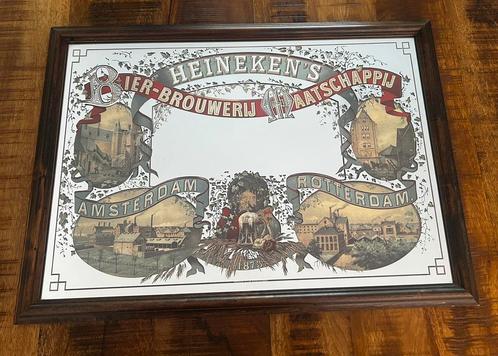 HEINEKEN'S
BIER-BROUWERIJ MAATSCHAPPIJ
AMSTERDAM
ROTTERDAM